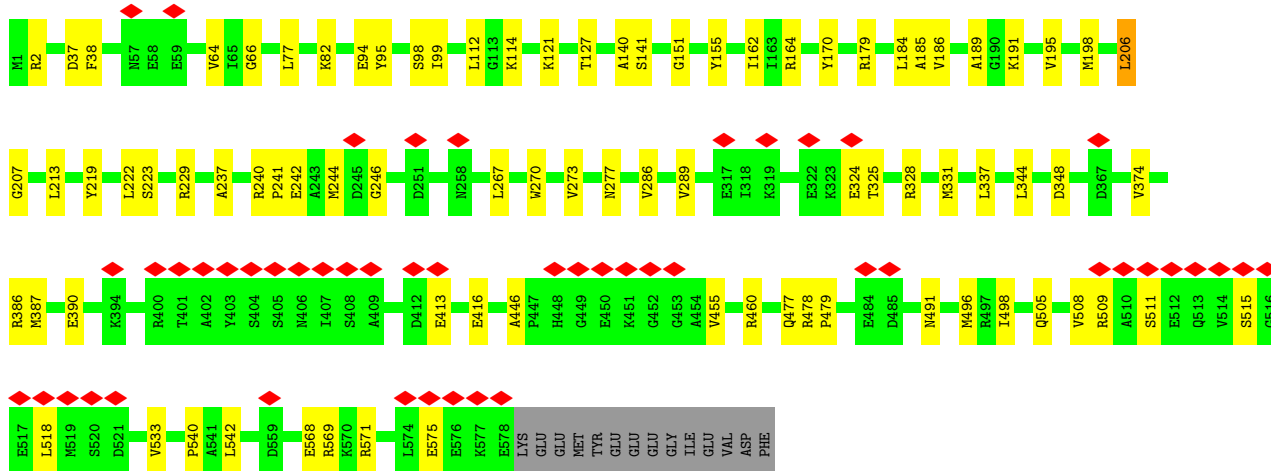 M1 R2 D37 F38 N57 E58 E59 V64 I65 G66 L77 K82 E94 Y95 S98 I99 L112 G113 K114 K121 T127 A140 S141 G151 Y155 I162 I163 R164 Y170 R179 L184 A185 V186 A189 G190 K191 V195 M198 L206
G207 L213 Y219 L222 S223 R229 A237 R240 P241 E242 A243 M244 D245 G246 D251 N258 L267 W270 V273 N277 V286 V289 E317 I318 K319 E322 K323 E324 T325 R328 M331 L337 L344 D348 D367 V374
R386 M387 E390 K394 R400 T401 A402 Y403 S404 S405 N406 I407 S408 A409 D412 E413 E416 A446 P447 H448 G449 E450 K451 G452 G453 A454 V455 R460 Q477 R478 P479 E484 D485 N491 M496 R497 I498 Q505 V508 R509 A510 S511 E512 Q513 V514 S515 G516
E517 L518 M519 S520 D521 V533 P540 A541 L542 D559 E568 R569 K570 R571 L574 E575 E576 K577 E578 LYS GLU GLU MET TYR GLU GLU GLU GLY ILE GLU VAL ASP PHE